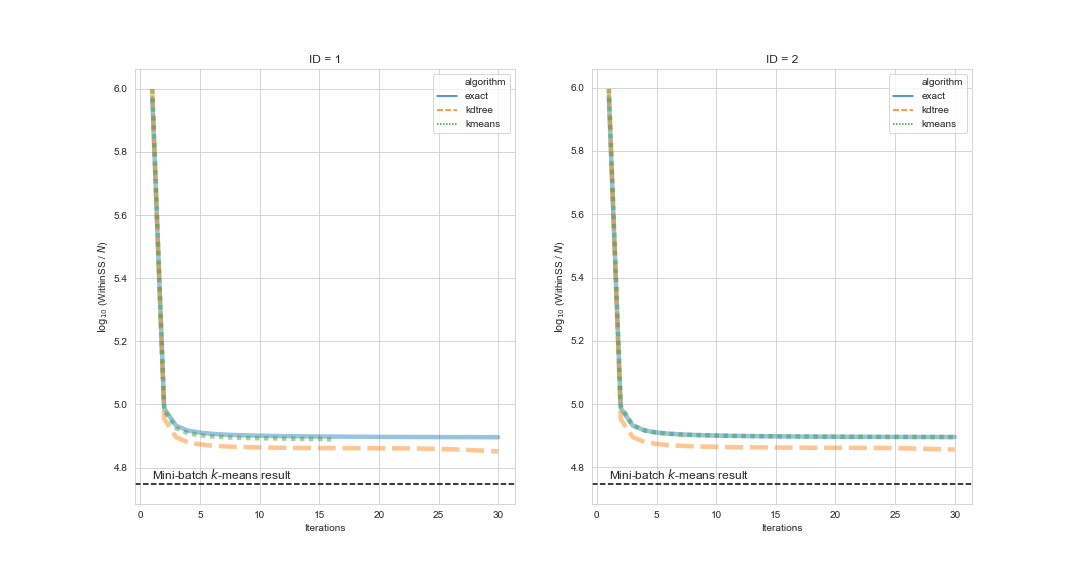 ID = 1
algorithm
exact
kdtree
kmeans
log10 (WithinSS / N)
6.0
5.8
5.6
5.4
5.2
5.0
4.8
Mini-batch k-means result
0 5 10 15 20 25 30
Iterations
ID = 2
algorithm
exact
kdtree
kmeans
log10 (WithinSS / N)
6.0
5.8
5.6
5.4
5.2
5.0
4.8
Mini-batch k-means result
0 5 10 15 20 25 30
Iterations